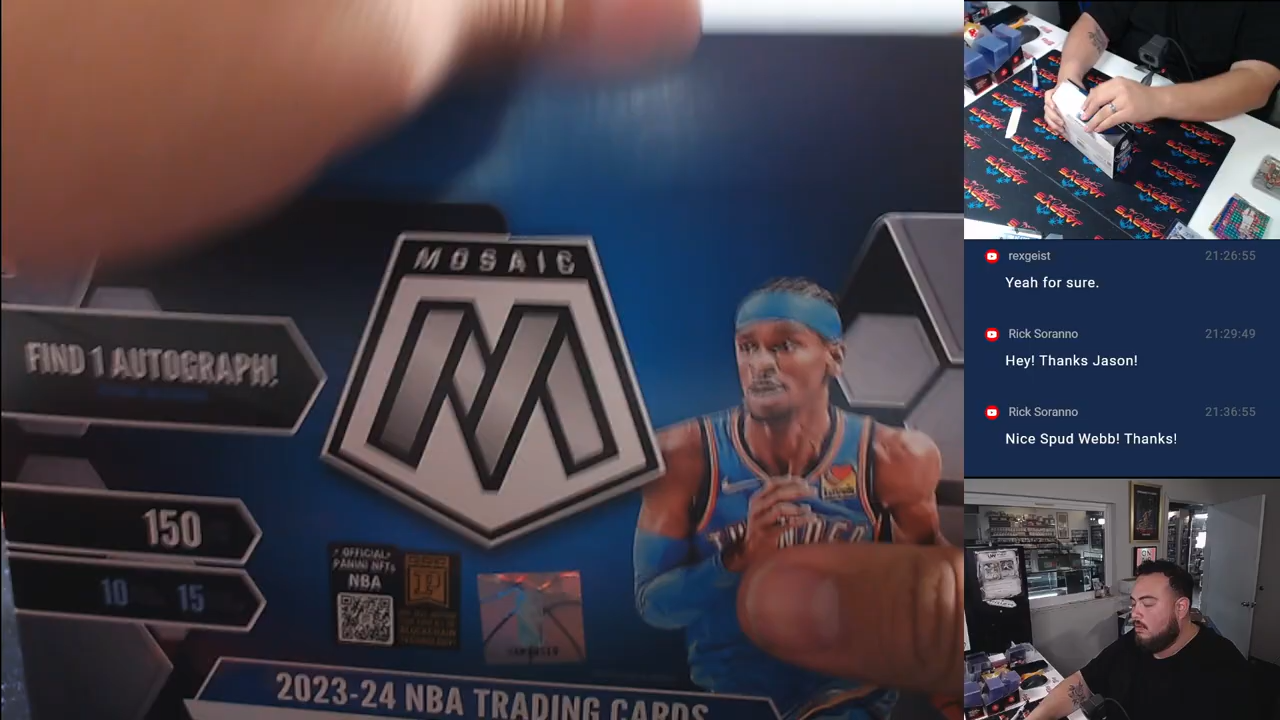 MOSAIC
FIND 1 AUTOGRAPH!
150
10 15
OFFICIAL
PANINI NFTs
NBA
THUNDER
2023-24 NBA TRADING CARDS
rexgeist 21:26:55
Yeah for sure.
Rick Soranno 21:29:49
Hey! Thanks Jason!
Rick Soranno 21:36:55
Nice Spud Webb! Thanks!